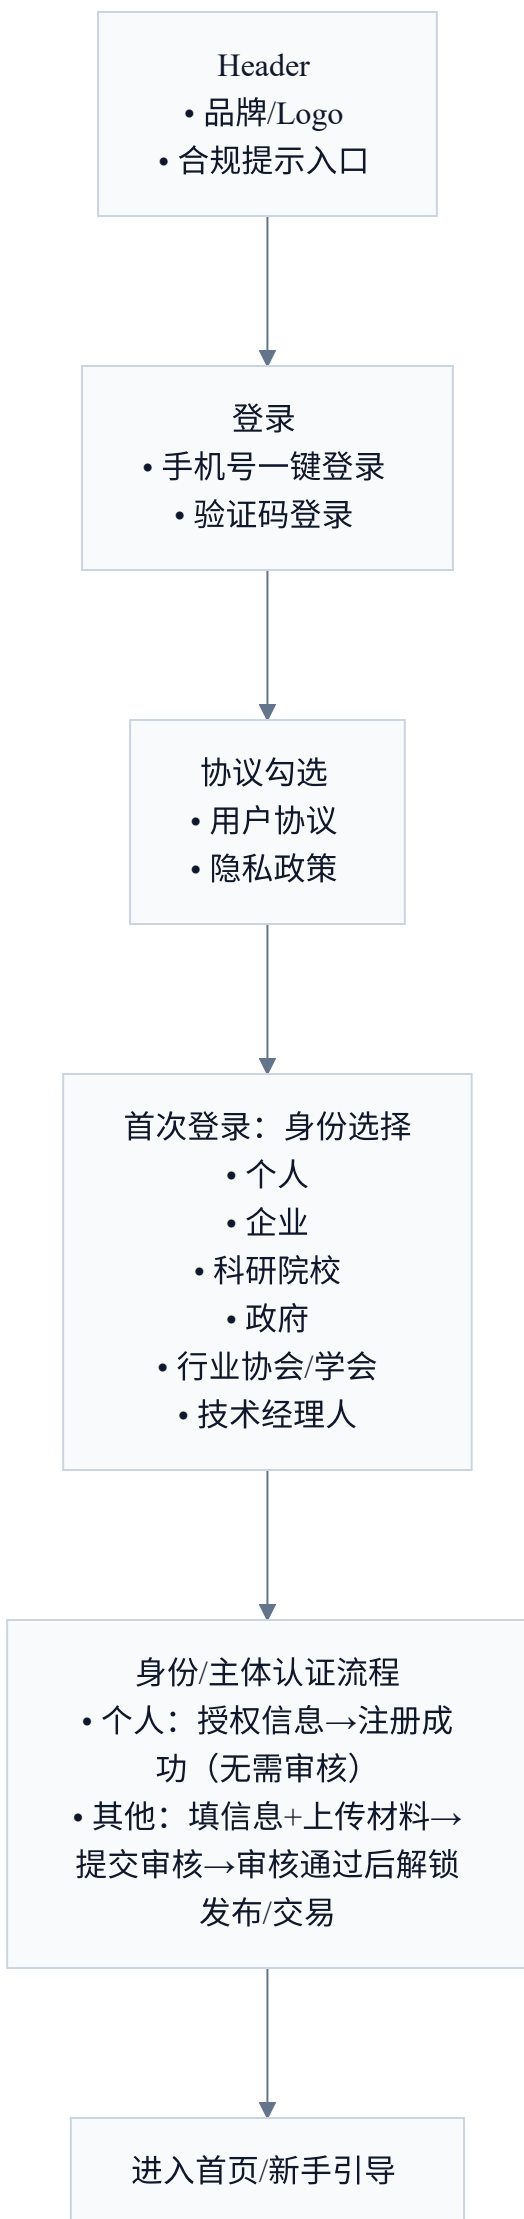 Header
• 品牌/Logo
• 合规提示入口
登录
• 手机号一键登录
• 验证码登录
协议勾选
• 用户协议
• 隐私政策
首次登录：身份选择
• 个人
• 企业
• 科研院校
• 政府
• 行业协会/学会
• 技术经理人
身份/主体认证流程
• 个人：授权信息→注册成
功（无需审核）
• 其他：填信息+上传材料→
提交审核→审核通过后解锁
发布/交易
进入首页/新手引导